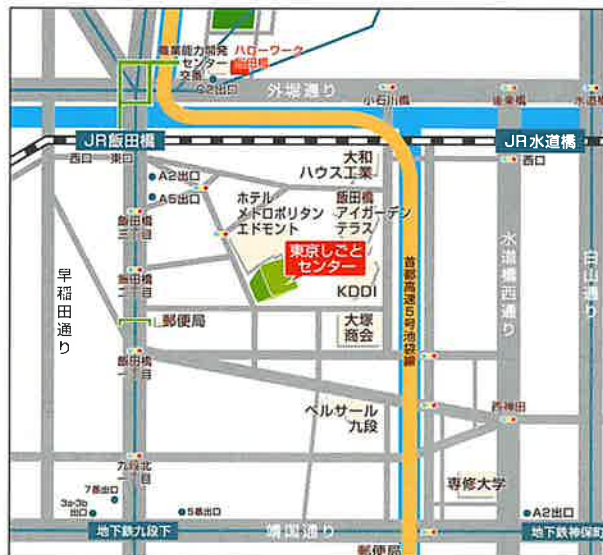 職業能力開発
センター
ハローワーク
飯田橋
交番
C2出口
外堀通り
小石川橋
後楽橋
水道橋
JR飯田橋
JR水道橋
西口
東口
西口
A2出口
A5出口
大和
ハウス工業
ホテル
メトロポリタン
エドモント
飯田橋
アイガーデン
テラス
飯田橋
三丁目
東京しごと
センター
飯田橋
二丁目
KDDI
首都高速5号池袋線
水道橋西通り
白山通り
早稲田通り
郵便局
大塚
商会
飯田橋
一丁目
ベルサール
九段
西神田
九段北
一丁目
専修大学
7番出口
3a・3b
出口
5番出口
A2出口
地下鉄九段下
靖国通り
地下鉄神保町
郵便局